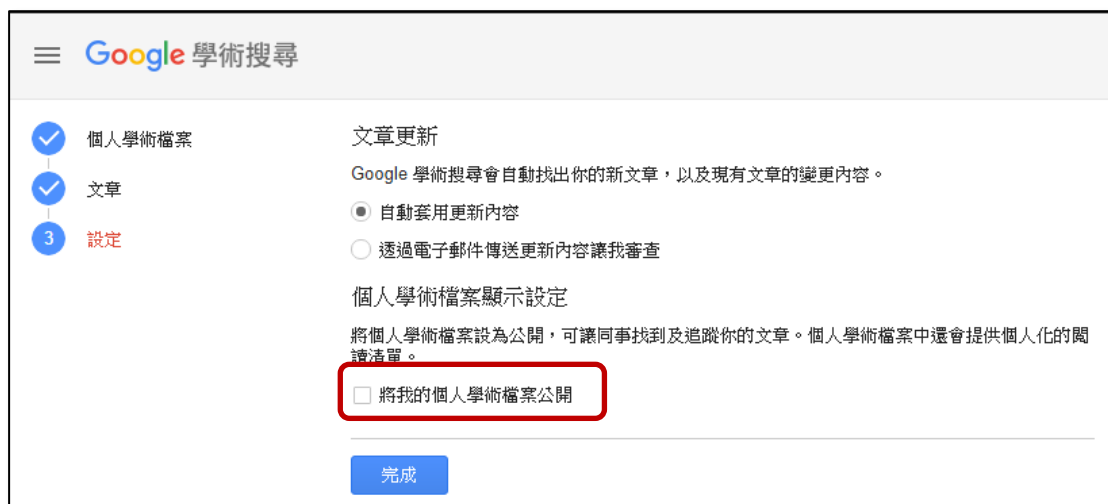 Google 學術搜尋
個人學術檔案
文章
3 設定
文章更新
Google 學術搜尋會自動找出你的新文章，以及現有文章的變更內容。
自動套用更新內容
透過電子郵件傳送更新內容讓我審查
個人學術檔案顯示設定
將個人學術檔案設為公開，可讓同事找到及追蹤你的文章。個人學術檔案中還會提供個人化的閱
讀清單。
將我的個人學術檔案公開
完成